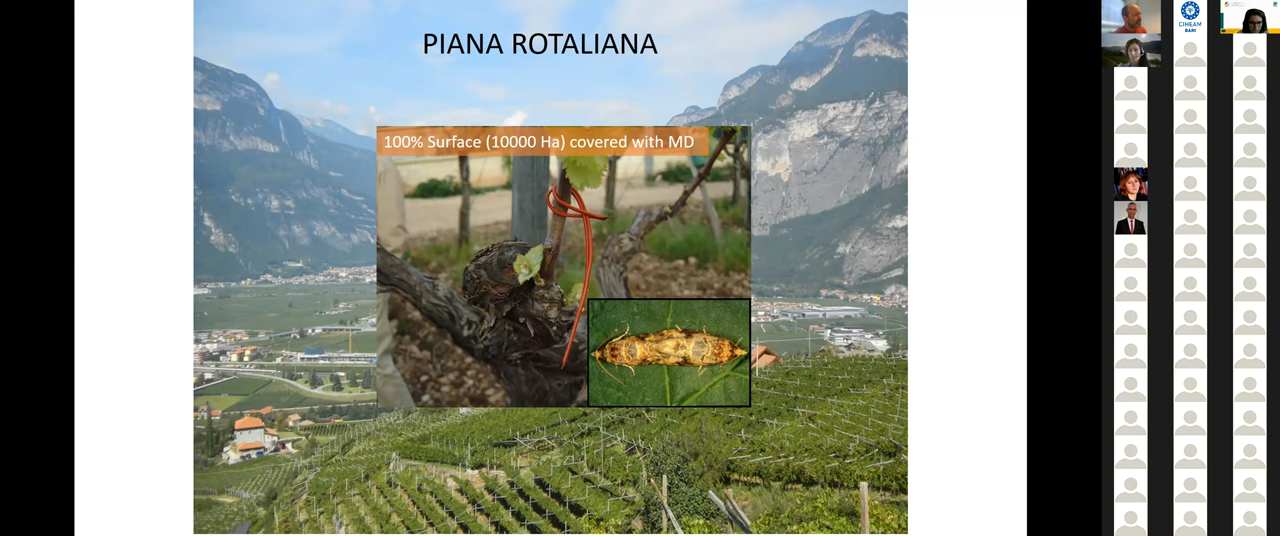 PIANA ROTALIANA
100% Surface (10000 Ha) covered with MD
CIHEAM
BARI